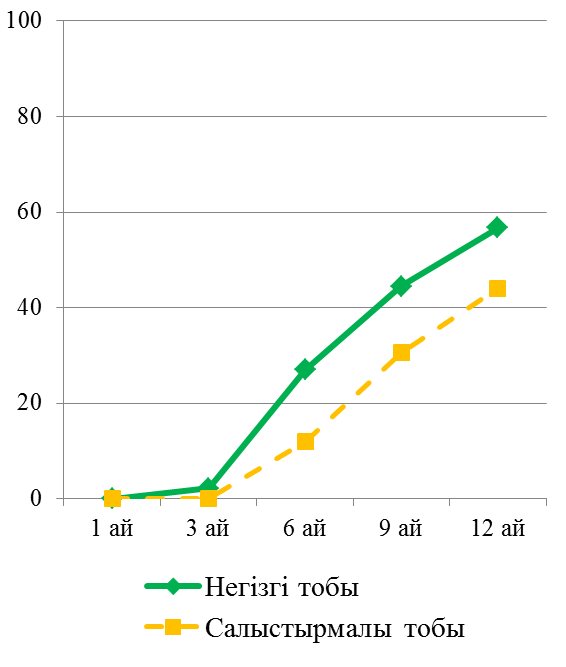 100
80
60
40
20
0
1 ай 3 ай 6 ай 9 ай 12 ай
Негізгі тобы
Салыстырмалы тобы